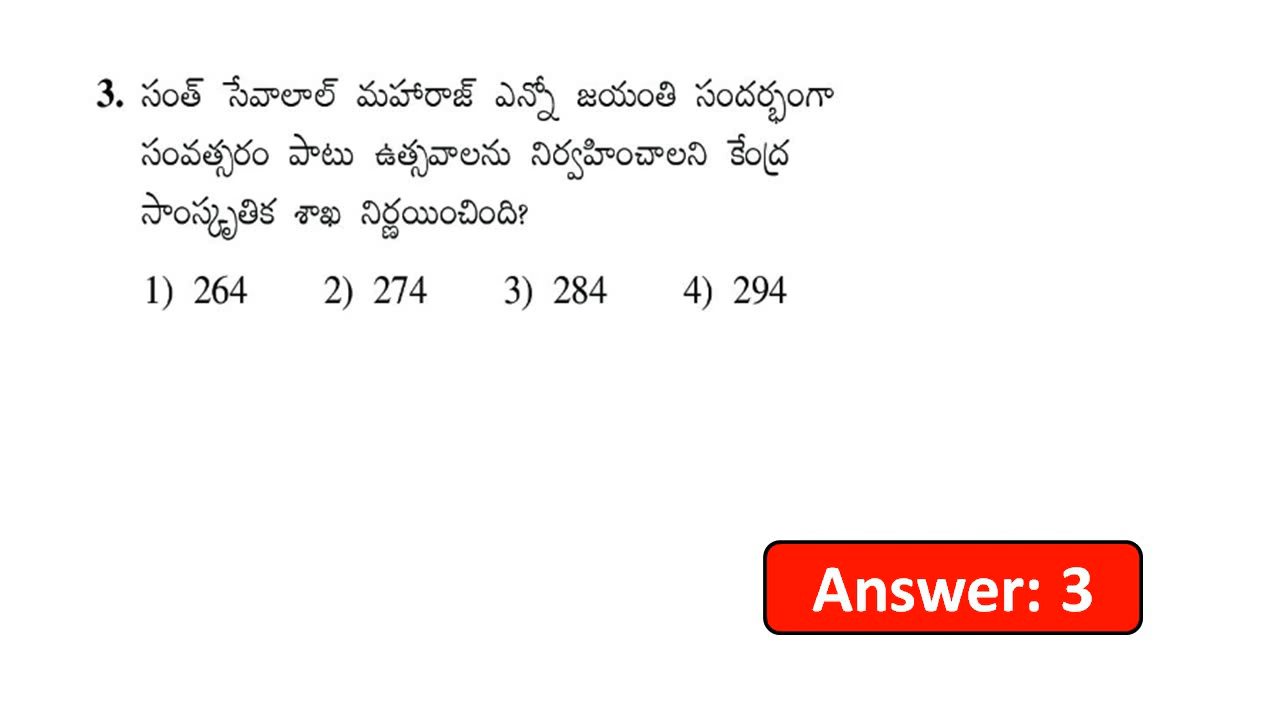 3. సంత్ సేవాలాల్ మహారాజ్ ఎన్నో జయంతి సందర్భంగా
సంవత్సరం పాటు ఉత్సవాలను నిర్వహించాలని కేంద్ర
సాంస్కృతిక శాఖ నిర్ణయించింది?
1) 264 2) 274 3) 284 4) 294
Answer: 3